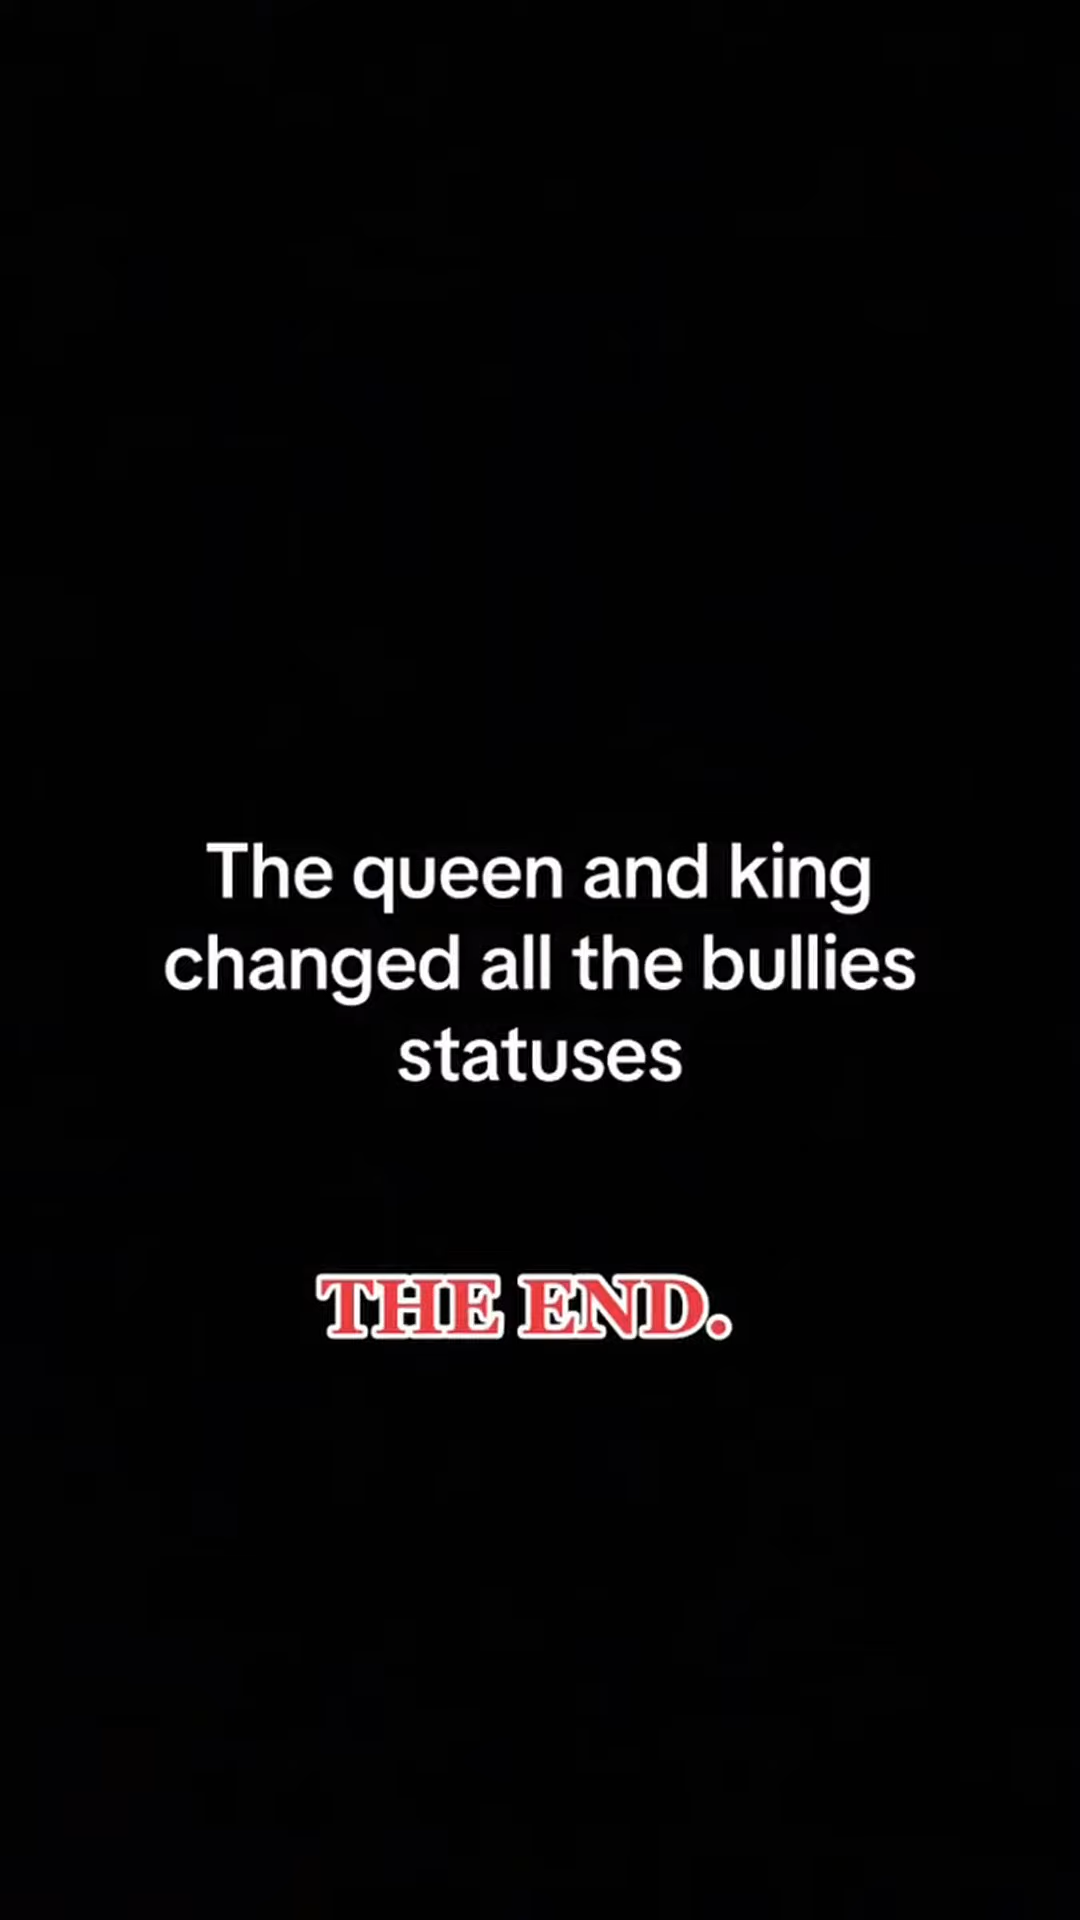 The queen and king
changed all the bullies
statuses
THE END.